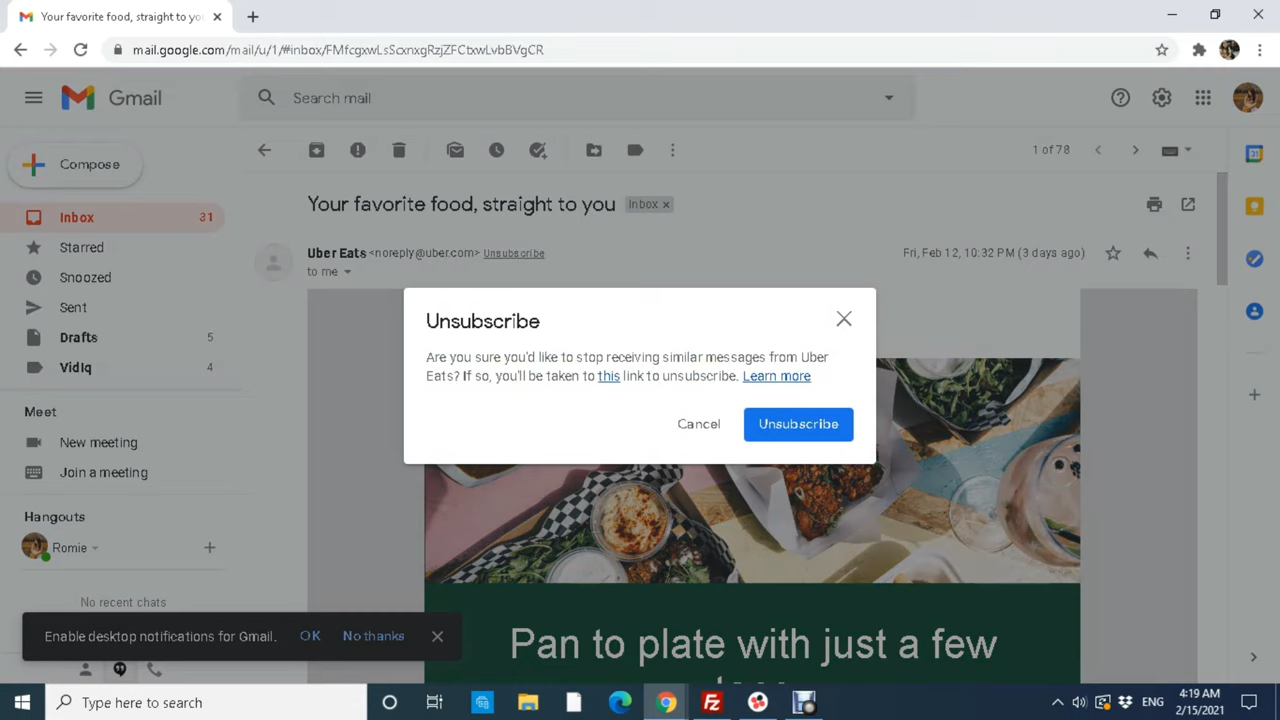 Your favorite food, straight to yo
mail.google.com/mail/u/1/#inbox/FMfcgxwLsScxnxgRzjZFCtxwLvbBVgCR
Gmail
Search mail
Compose
1 of 78
Inbox 31
Starred
Snoozed
Sent
Drafts 5
VidIq 4
Meet
New meeting
Join a meeting
Hangouts
Romie
No recent chats
Your favorite food, straight to you Inbox x
Uber Eats <noreply@uber.com> Unsubscribe
Fri, Feb 12, 10:32 PM (3 days ago)
to me
Unsubscribe
Are you sure you'd like to stop receiving similar messages from Uber
Eats? If so, you'll be taken to this link to unsubscribe. Learn more
Cancel Unsubscribe
Pan to plate with just a few
Enable desktop notifications for Gmail. OK No thanks
Type here to search
ENG
4:19 AM
2/15/2021